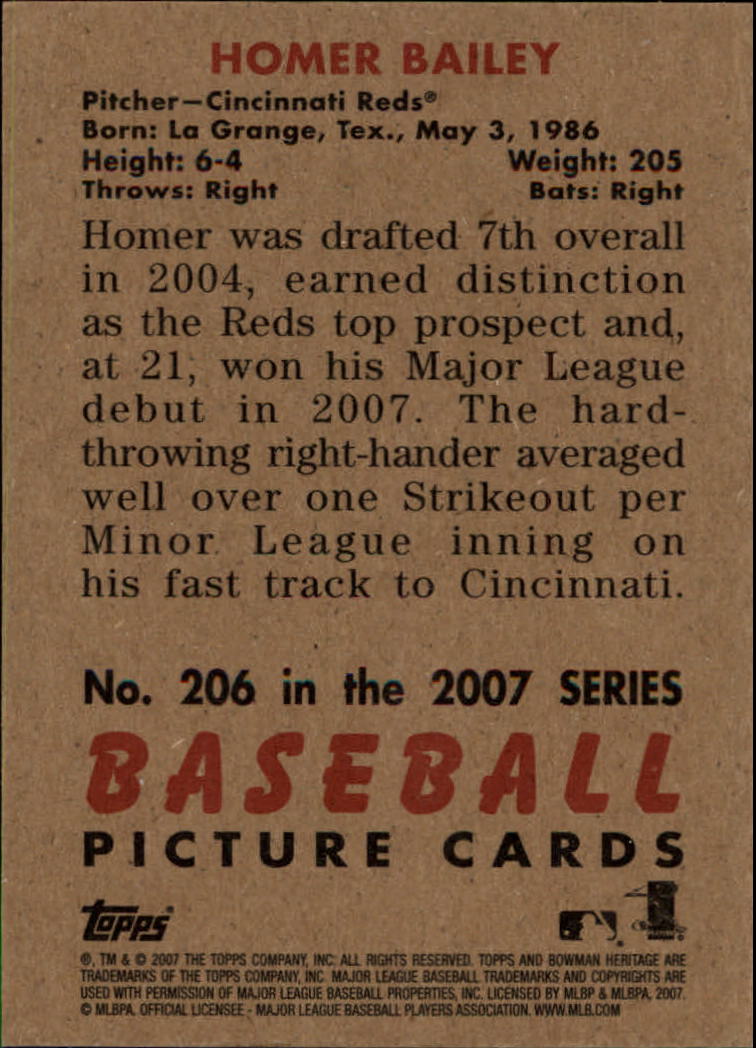 HOMER BAILEY
Pitcher—Cincinnati Reds®
Born: La Grange, Tex., May 3, 1986
Height: 6-4 Weight: 205
Throws: Right Bats: Right
Homer was drafted 7th overall
in 2004, earned distinction
as the Reds top prospect and,
at 21, won his Major League
debut in 2007. The hard-
throwing right-hander averaged
well over one Strikeout per
Minor League inning on
his fast track to Cincinnati.
No. 206 in the 2007 SERIES
BASEBALL
PICTURE CARDS
Topps
®, TM & © 2007 THE TOPPS COMPANY, INC. ALL RIGHTS RESERVED. TOPPS AND BOWMAN HERITAGE ARE
TRADEMARKS OF THE TOPPS COMPANY, INC. MAJOR LEAGUE BASEBALL TRADEMARKS AND COPYRIGHTS ARE
USED WITH PERMISSION OF MAJOR LEAGUE BASEBALL PROPERTIES, INC. LICENSED BY MLBP & MLBPA, 2007.
© MLBPA. OFFICIAL LICENSEE - MAJOR LEAGUE BASEBALL PLAYERS ASSOCIATION. WWW.MLB.COM